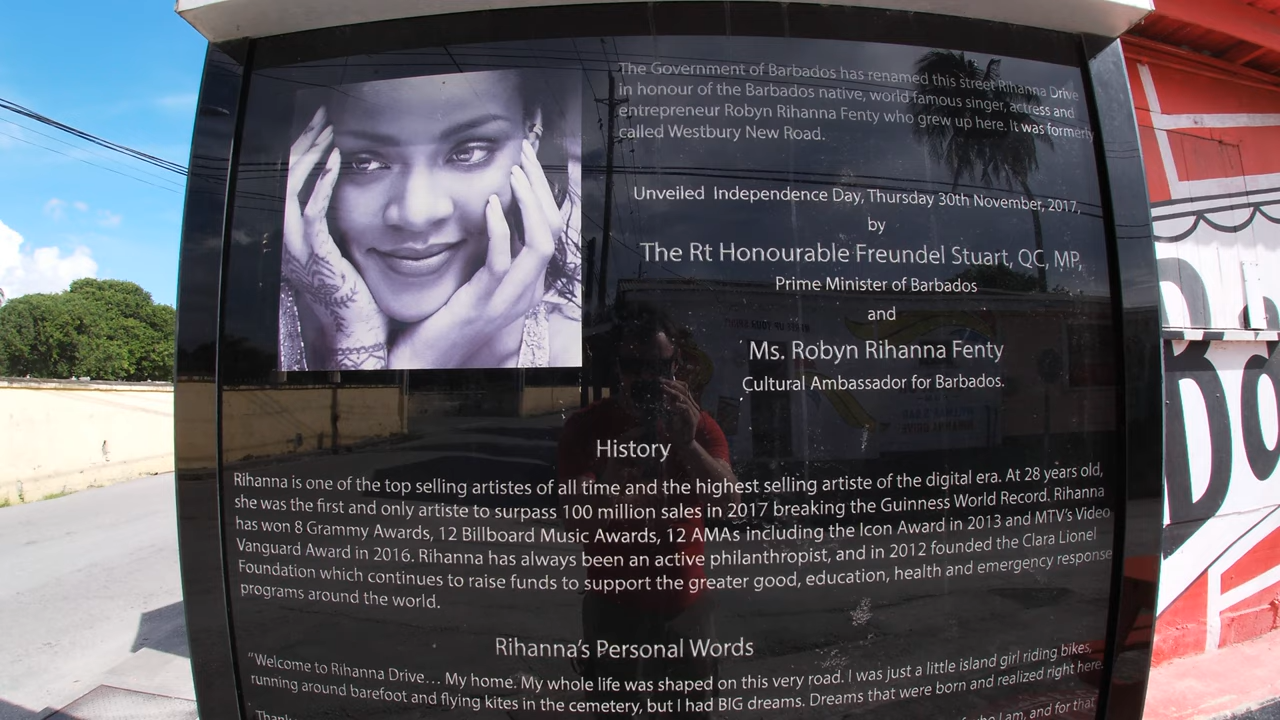 The Government of Barbados has renamed this street Rihanna Drive
in honour of the Barbados native, world famous singer, actress and
entrepreneur Robyn Rihanna Fenty who grew up here. It was formerly
called Westbury New Road.
Unveiled Independence Day, Thursday 30th November, 2017,
by
The Rt Honourable Freundel Stuart, QC, MP,
Prime Minister of Barbados
and
Ms. Robyn Rihanna Fenty
Cultural Ambassador for Barbados.
History
Rihanna is one of the top selling artistes of all time and the highest selling artiste of the digital era. At 28 years old,
she was the first and only artiste to surpass 100 million sales in 2017 breaking the Guinness World Record. Rihanna
has won 8 Grammy Awards, 12 Billboard Music Awards, 12 AMAs including the Icon Award in 2013 and MTV's Video
Vanguard Award in 2016. Rihanna has always been an active philanthropist, and in 2012 founded the Clara Lionel
Foundation which continues to raise funds to support the greater good, education, health and emergency response
programs around the world.
Rihanna's Personal Words
"Welcome to Rihanna Drive… My home. My whole life was shaped on this very road. I was just a little island girl riding bikes,
running around barefoot and flying kites in the cemetery, but I had BIG dreams. Dreams that were born and realized right here.
who I am, and for that